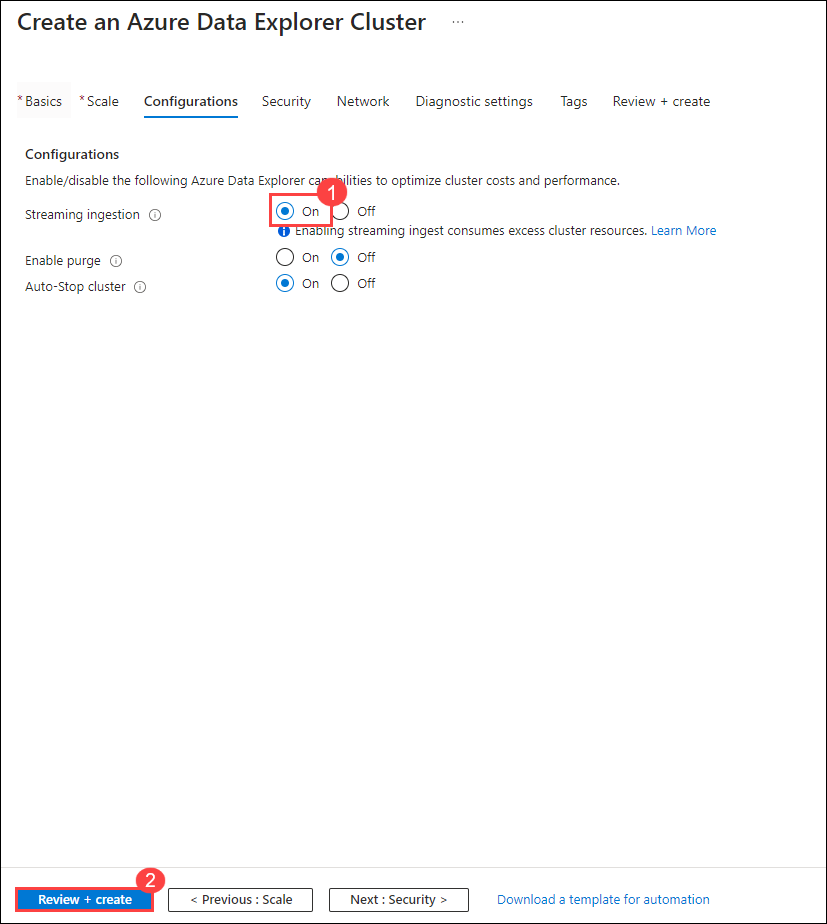 Create an Azure Data Explorer Cluster ...
* Basics * Scale Configurations Security Network Diagnostic settings Tags Review + create
Configurations
Enable/disable the following Azure Data Explorer capabilities to optimize cluster costs and performance.
1
Streaming ingestion On Off
Enabling streaming ingest consumes excess cluster resources. Learn More
Enable purge On Off
Auto-Stop cluster On Off
2
Review + create < Previous : Scale Next : Security > Download a template for automation